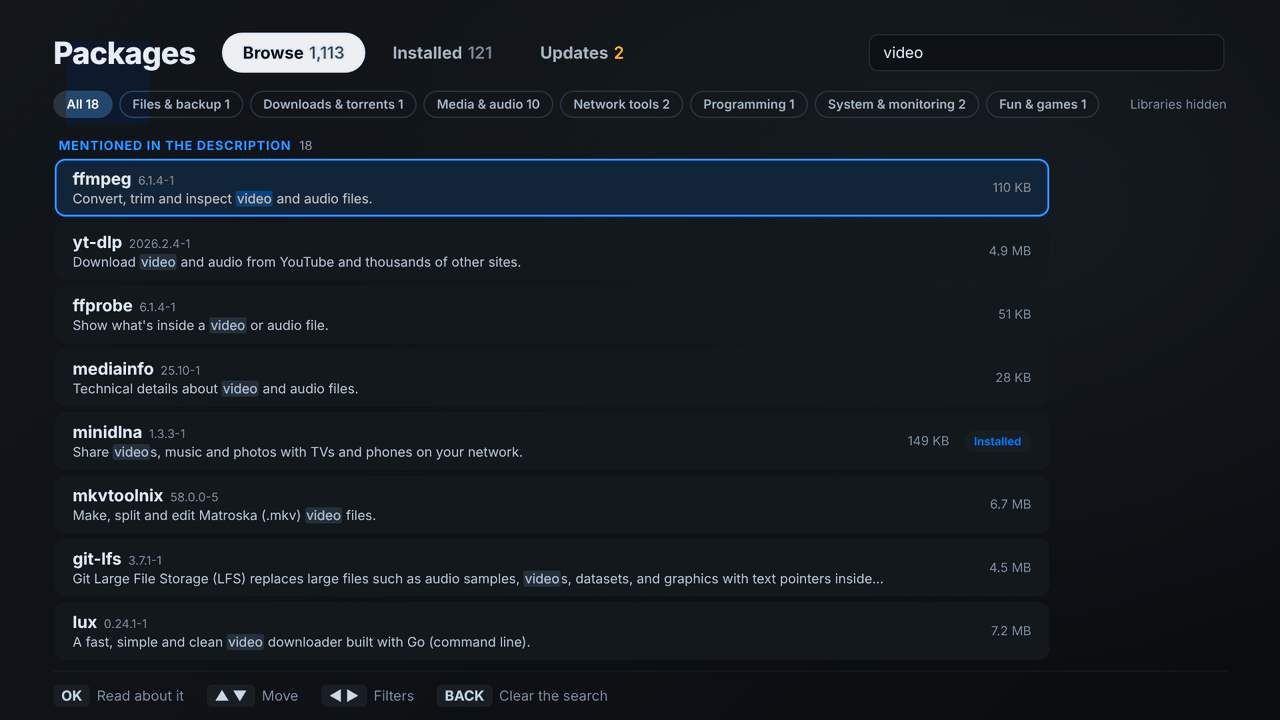 Packages
Browse 1,113
Installed 121
Updates 2
video
All 18
Files & backup 1
Downloads & torrents 1
Media & audio 10
Network tools 2
Programming 1
System & monitoring 2
Fun & games 1
Libraries hidden
MENTIONED IN THE DESCRIPTION 18
ffmpeg 6.1.4-1
Convert, trim and inspect video and audio files.
110 KB
yt-dlp 2026.2.4-1
Download video and audio from YouTube and thousands of other sites.
4.9 MB
ffprobe 6.1.4-1
Show what's inside a video or audio file.
51 KB
mediainfo 25.10-1
Technical details about video and audio files.
28 KB
minidlna 1.3.3-1
Share videos, music and photos with TVs and phones on your network.
149 KB
Installed
mkvtoolnix 58.0.0-5
Make, split and edit Matroska (.mkv) video files.
6.7 MB
git-lfs 3.7.1-1
Git Large File Storage (LFS) replaces large files such as audio samples, videos, datasets, and graphics with text pointers inside...
4.5 MB
lux 0.24.1-1
A fast, simple and clean video downloader built with Go (command line).
7.2 MB
OK Read about it
▲▼ Move
◀▶ Filters
BACK Clear the search